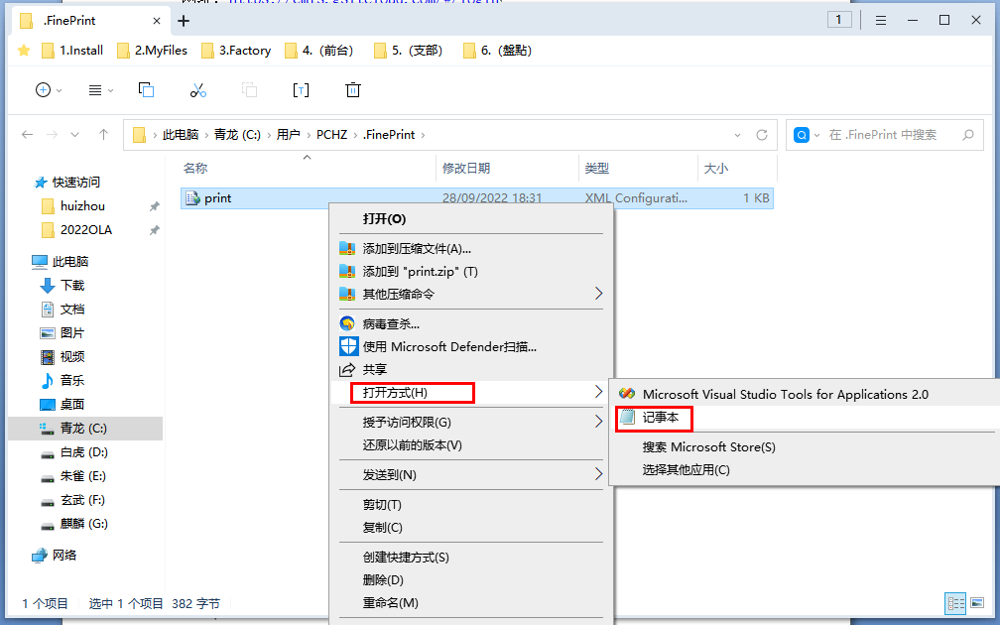 .FinePrint
1
1.Install
2.MyFiles
3.Factory
4.（前台）
5.（支部）
6.（盤點）
此电脑 青龙 (C:) 用户 PCHZ .FinePrint
在 .FinePrint 中搜索
名称 修改日期 类型 大小
print 28/09/2022 18:31 XML Configurati... 1 KB
快速访问
huizhou
2022OLA
此电脑
下载
文档
图片
视频
音乐
桌面
青龙 (C:)
白虎 (D:)
朱雀 (E:)
玄武 (F:)
麒麟 (G:)
网络
打开(O)
添加到压缩文件(A)...
添加到 "print.zip" (T)
其他压缩命令
病毒查杀...
使用 Microsoft Defender扫描...
共享
打开方式(H)
授予访问权限(G)
还原以前的版本(V)
发送到(N)
剪切(T)
复制(C)
创建快捷方式(S)
删除(D)
重命名(M)
Microsoft Visual Studio Tools for Applications 2.0
记事本
搜索 Microsoft Store(S)
选择其他应用(C)
1 个项目 选中 1 个项目 382 字节